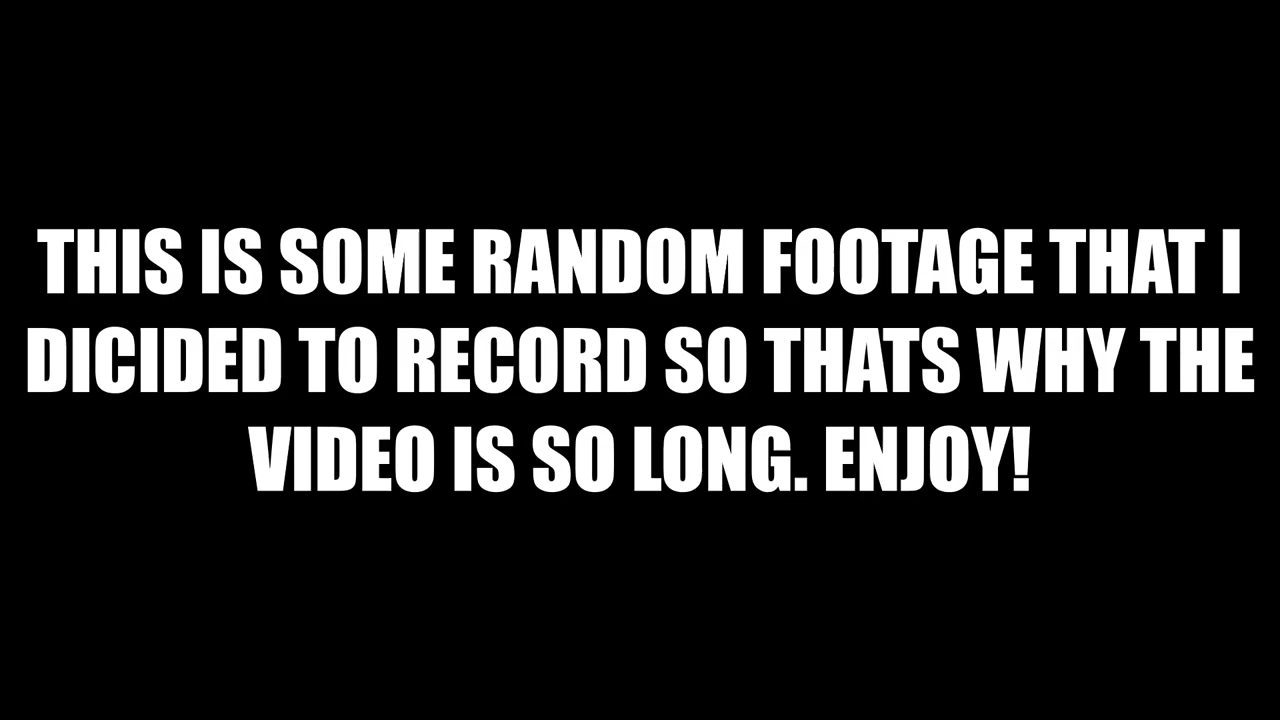 THIS IS SOME RANDOM FOOTAGE THAT I
DICIDED TO RECORD SO THATS WHY THE
VIDEO IS SO LONG. ENJOY!